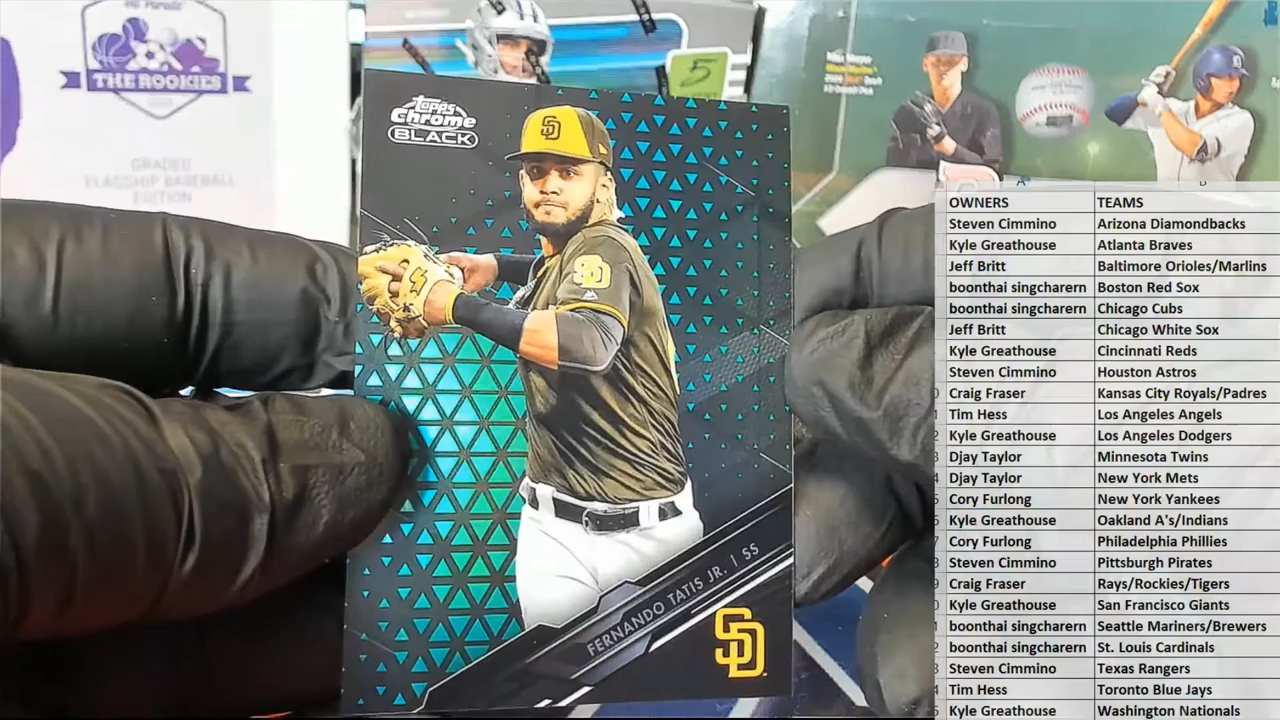 THE ROOKIES
GRADED
FLAGSHIP BASEBALL
EDITION
5
Topps
Chrome
BLACK
SD
SD
FERNANDO TATIS JR. | SS
SD
A
B
OWNERS TEAMS
Steven Cimmino Arizona Diamondbacks
Kyle Greathouse Atlanta Braves
Jeff Britt Baltimore Orioles/Marlins
boonthai singcharern Boston Red Sox
boonthai singcharern Chicago Cubs
Jeff Britt Chicago White Sox
Kyle Greathouse Cincinnati Reds
Steven Cimmino Houston Astros
Craig Fraser Kansas City Royals/Padres
Tim Hess Los Angeles Angels
Kyle Greathouse Los Angeles Dodgers
Djay Taylor Minnesota Twins
Djay Taylor New York Mets
Cory Furlong New York Yankees
Kyle Greathouse Oakland A's/Indians
Cory Furlong Philadelphia Phillies
Steven Cimmino Pittsburgh Pirates
Craig Fraser Rays/Rockies/Tigers
Kyle Greathouse San Francisco Giants
boonthai singcharern Seattle Mariners/Brewers
boonthai singcharern St. Louis Cardinals
Steven Cimmino Texas Rangers
Tim Hess Toronto Blue Jays
Kyle Greathouse Washington Nationals